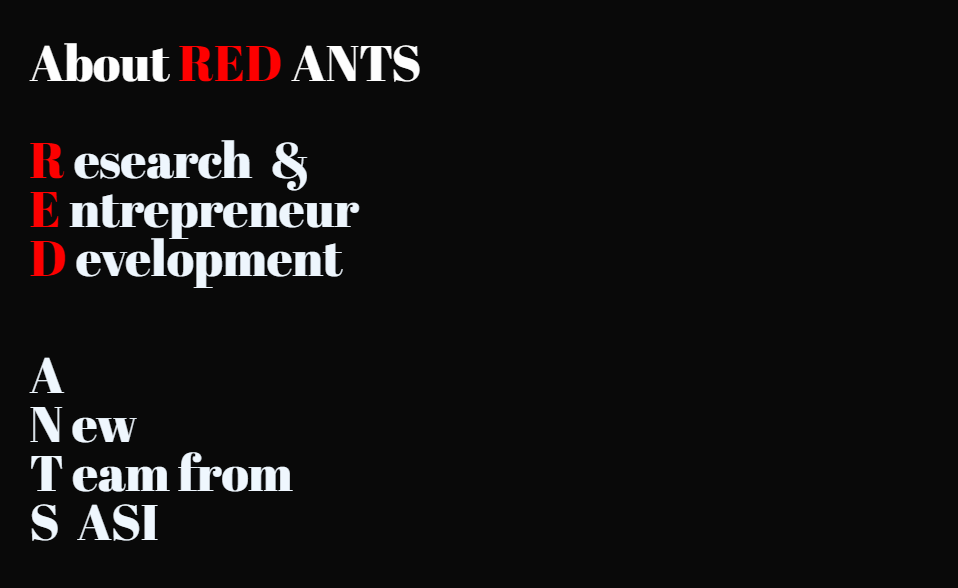 About RED ANTS
R esearch &
E ntrepreneur
D evelopment
A
N ew
T eam from
S ASI